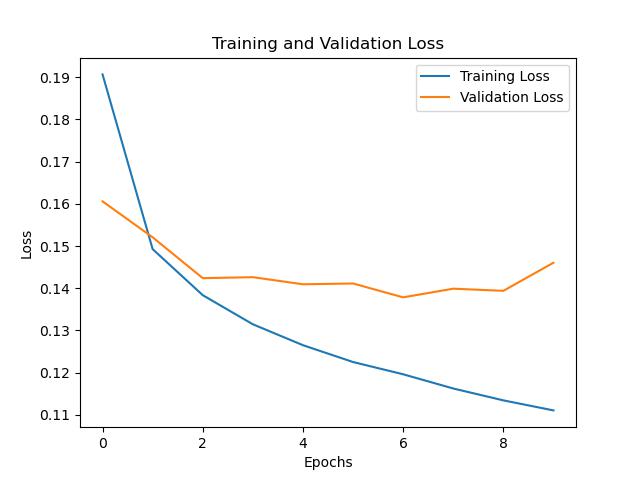 Training and Validation Loss
Training Loss
Validation Loss
0.19
0.18
0.17
0.16
0.15
0.14
0.13
0.12
0.11
Loss
0 2 4 6 8
Epochs